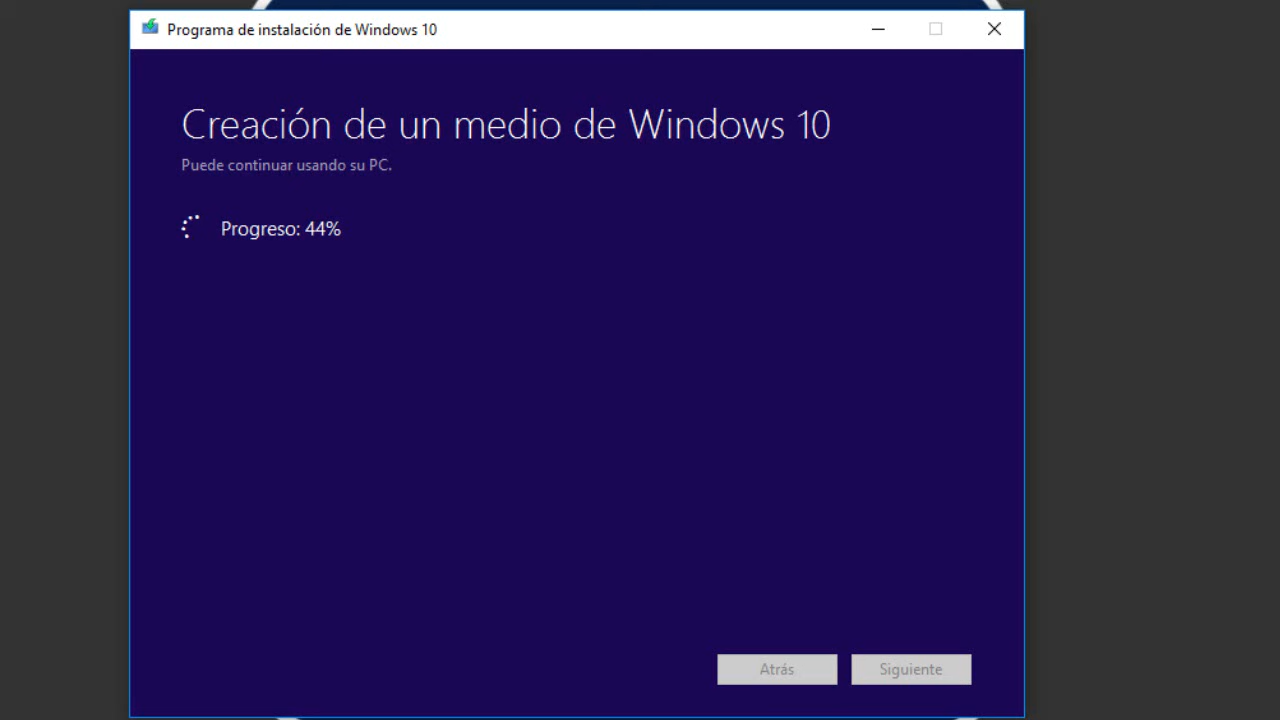 Programa de instalación de Windows 10
Creación de un medio de Windows 10
Puede continuar usando su PC.
Progreso: 44%
Atrás
Siguiente